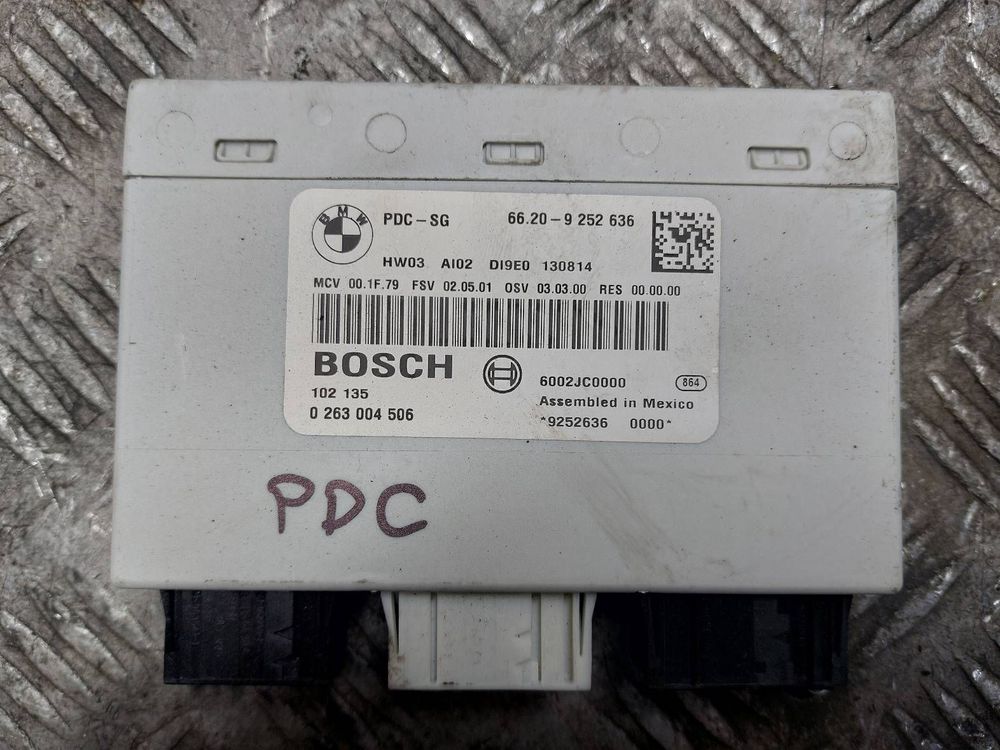 BMW
PDC-SG 66.20-9 252 636
HW03 AI02 DI9E0 130814
MCV 00.1F.79 FSV 02.05.01 OSV 03.03.00 RES 00.00.00
BOSCH
102 135
0 263 004 506
6002JC0000 864
Assembled in Mexico
*9252636 0000*
PDC